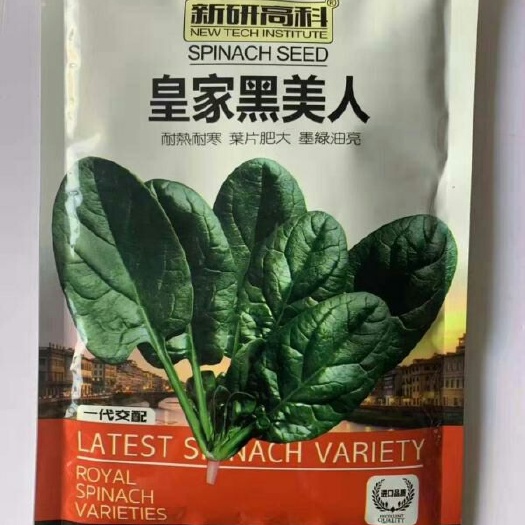 新研高科®
NEW TECH INSTITUTE
SPINACH SEED
皇家黑美人
耐熱耐寒 葉片肥大 墨綠油亮
一代交配
LATEST SPINACH VARIETY
ROYAL
SPINACH
VARIETIES
进口品质
EXCELLENT
QUALITY